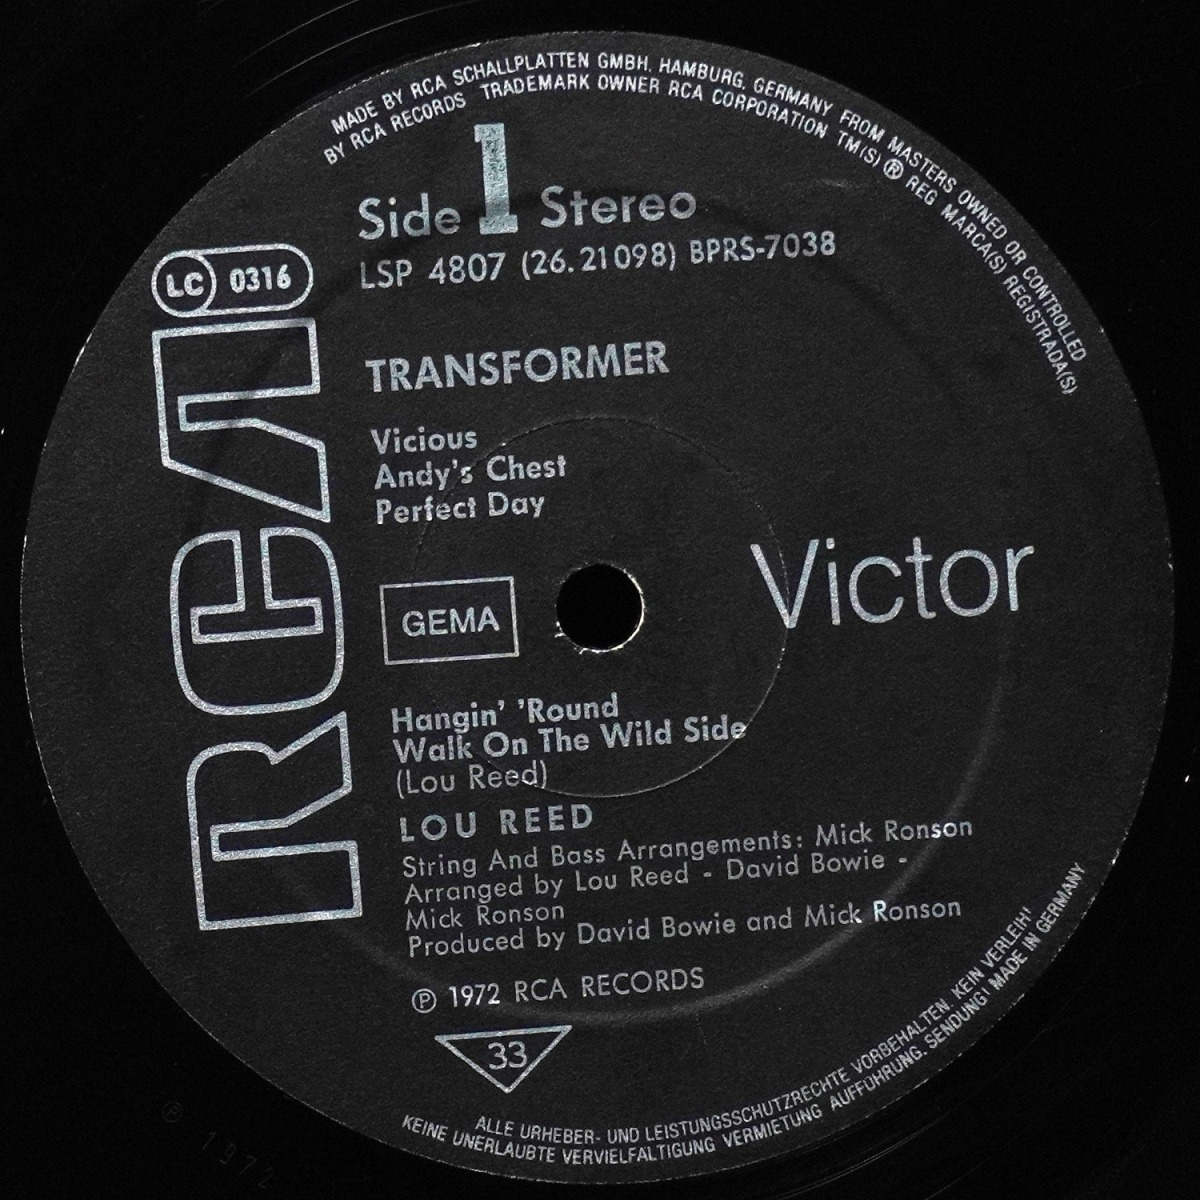 MADE BY RCA SCHALLPLATTEN GMBH, HAMBURG, GERMANY FROM MASTERS OWNED OR CONTROLLED
BY RCA RECORDS TRADEMARK OWNER RCA CORPORATION TM(S) ® REG MARCA(S) REGISTRADA(S)
Side 1 Stereo
LSP 4807 (26.21098) BPRS-7038
LC 0316
RCA
TRANSFORMER
Vicious
Andy's Chest
Perfect Day
GEMA
Victor
Hangin' 'Round
Walk On The Wild Side
(Lou Reed)
LOU REED
String And Bass Arrangements: Mick Ronson
Arranged by Lou Reed - David Bowie -
Mick Ronson
Produced by David Bowie and Mick Ronson
℗ 1972 RCA RECORDS
33
ALLE URHEBER- UND LEISTUNGSSCHUTZRECHTE VORBEHALTEN. KEIN VERLEIH!
KEINE UNERLAUBTE VERVIELFALTIGUNG VERMIETUNG AUFFÜHRUNG. SENDUNG! MADE IN GERMANY
℗ 1972